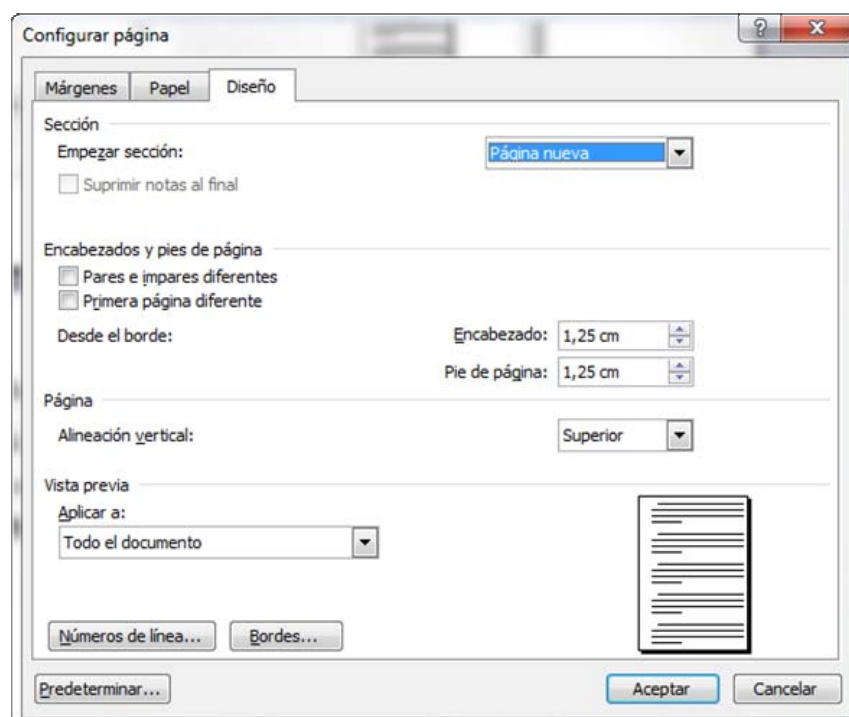 Configurar página
Márgenes Papel Diseño
Sección
Empezar sección: Página nueva
Suprimir notas al final
Encabezados y pies de página
Pares e impares diferentes
Primera página diferente
Desde el borde: Encabezado: 1,25 cm
Pie de página: 1,25 cm
Página
Alineación vertical: Superior
Vista previa
Aplicar a:
Todo el documento
Números de línea... Bordes...
Predeterminar... Aceptar Cancelar